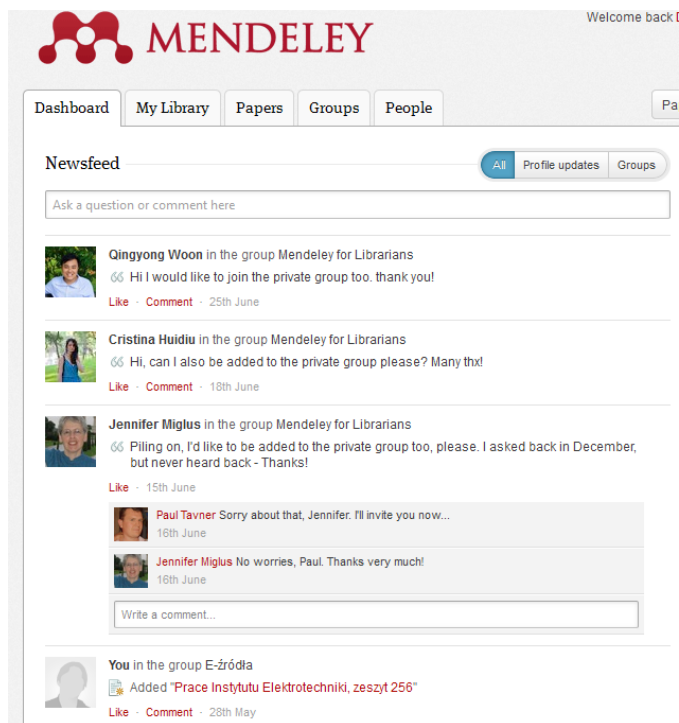 Welcome back
MENDELEY
Dashboard My Library Papers Groups People
Newsfeed All Profile updates Groups
Ask a question or comment here
Qingyong Woon in the group Mendeley for Librarians
Hi I would like to join the private group too. thank you!
Like · Comment · 25th June
Cristina Huidiu in the group Mendeley for Librarians
Hi, can I also be added to the private group please? Many thx!
Like · Comment · 18th June
Jennifer Miglus in the group Mendeley for Librarians
Piling on, I'd like to be added to the private group too, please. I asked back in December,
but never heard back - Thanks!
Like · 15th June
Paul Tavner Sorry about that, Jennifer. I'll invite you now...
16th June
Jennifer Miglus No worries, Paul. Thanks very much!
16th June
Write a comment...
You in the group E-źródła
Added "Prace Instytutu Elektrotechniki, zeszyt 256"
Like · Comment · 28th May